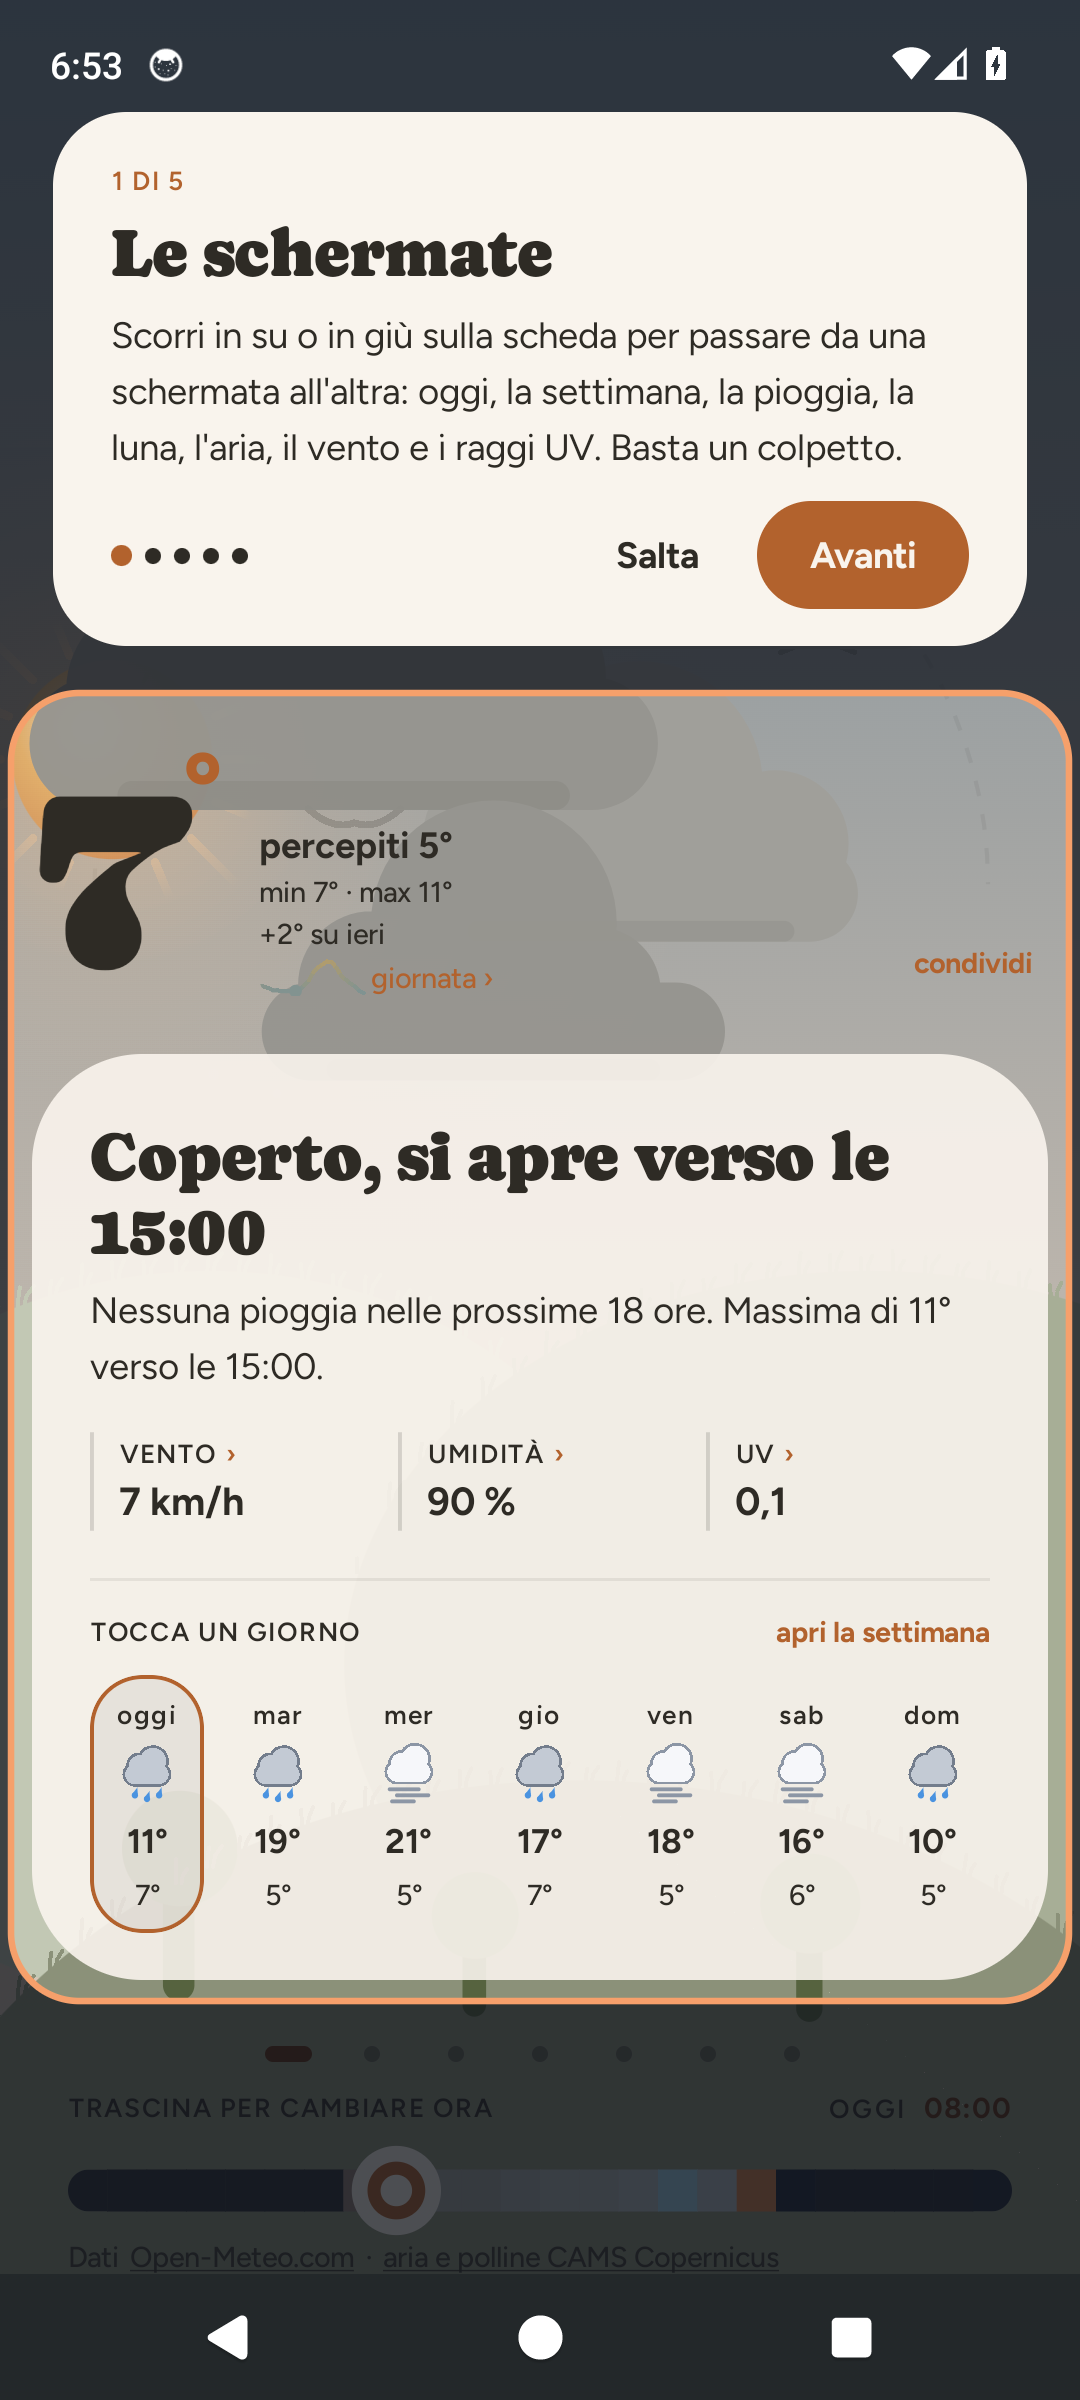 6:53
1 DI 5
Le schermate
Scorri in su o in giù sulla scheda per passare da una
schermata all'altra: oggi, la settimana, la pioggia, la
luna, l'aria, il vento e i raggi UV. Basta un colpetto.
Salta
Avanti
7°
percepiti 5°
min 7° · max 11°
+2° su ieri
giornata ›
condividi
Coperto, si apre verso le
15:00
Nessuna pioggia nelle prossime 18 ore. Massima di 11°
verso le 15:00.
VENTO › UMIDITÀ › UV ›
7 km/h 90 % 0,1
TOCCA UN GIORNO apri la settimana
oggi mar mer gio ven sab dom
11° 19° 21° 17° 18° 16° 10°
7° 5° 5° 7° 5° 6° 5°
TRASCINA PER CAMBIARE ORA OGGI 08:00
Dati Open-Meteo.com · aria e polline CAMS Copernicus